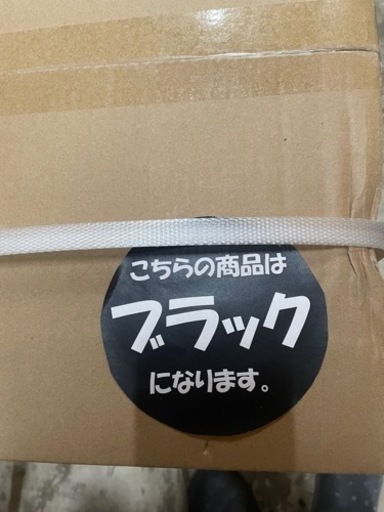 こちらの商品は
ブラック
になります。